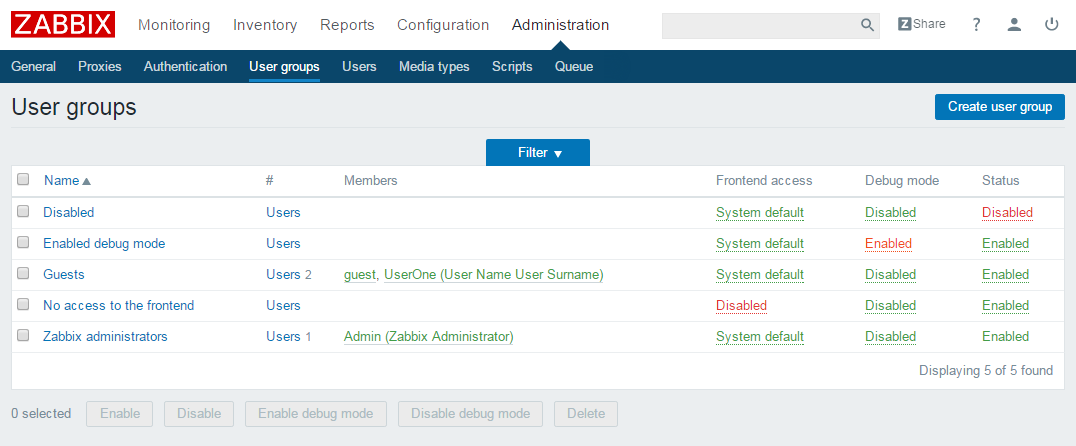 ZABBIX Monitoring Inventory Reports Configuration Administration Z Share ?
General Proxies Authentication User groups Users Media types Scripts Queue
User groups Create user group
Filter ▼
Name ▲ # Members Frontend access Debug mode Status
Disabled Users System default Disabled Disabled
Enabled debug mode Users System default Enabled Enabled
Guests Users 2 guest, UserOne (User Name User Surname) System default Disabled Enabled
No access to the frontend Users Disabled Disabled Enabled
Zabbix administrators Users 1 Admin (Zabbix Administrator) System default Disabled Enabled
Displaying 5 of 5 found
0 selected Enable Disable Enable debug mode Disable debug mode Delete